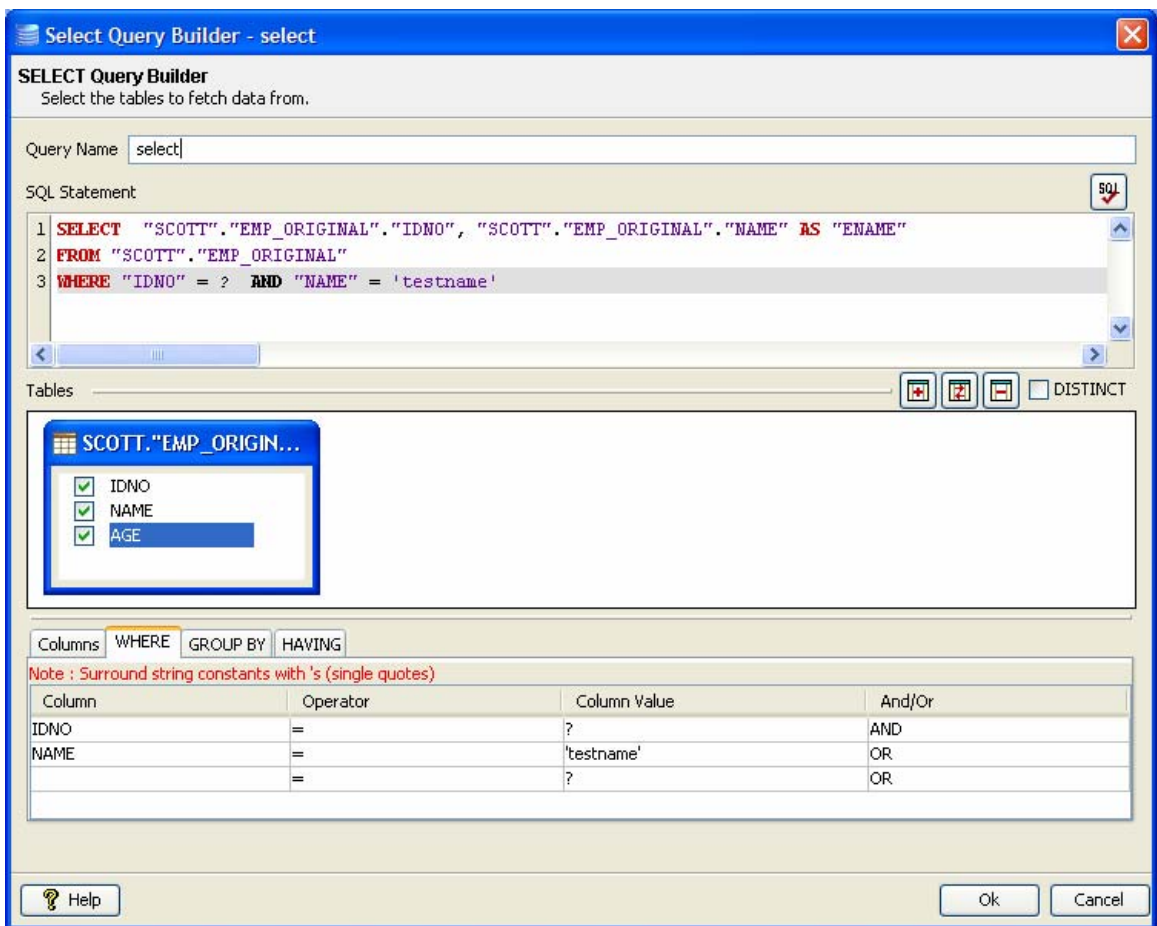 Select Query Builder - select
SELECT Query Builder
Select the tables to fetch data from.
Query Name select
SQL Statement
SQL
1 SELECT "SCOTT"."EMP_ORIGINAL"."IDNO", "SCOTT"."EMP_ORIGINAL"."NAME" AS "ENAME"
2 FROM "SCOTT"."EMP_ORIGINAL"
3 WHERE "IDNO" = ? AND "NAME" = 'testname'
Tables DISTINCT
SCOTT."EMP_ORIGIN...
IDNO
NAME
AGE
Columns WHERE GROUP BY HAVING
Note : Surround string constants with 's (single quotes)
Column Operator Column Value And/Or
IDNO = ? AND
NAME = 'testname' OR
= ? OR
Help Ok Cancel